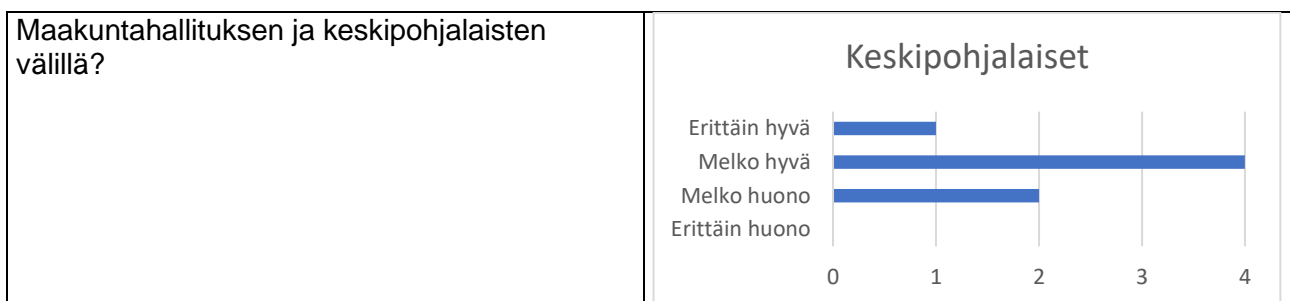 Maakuntahallituksen ja keskipohjalaisten
välillä?
Keskipohjalaiset
Erittäin hyvä
Melko hyvä
Melko huono
Erittäin huono
0 1 2 3 4